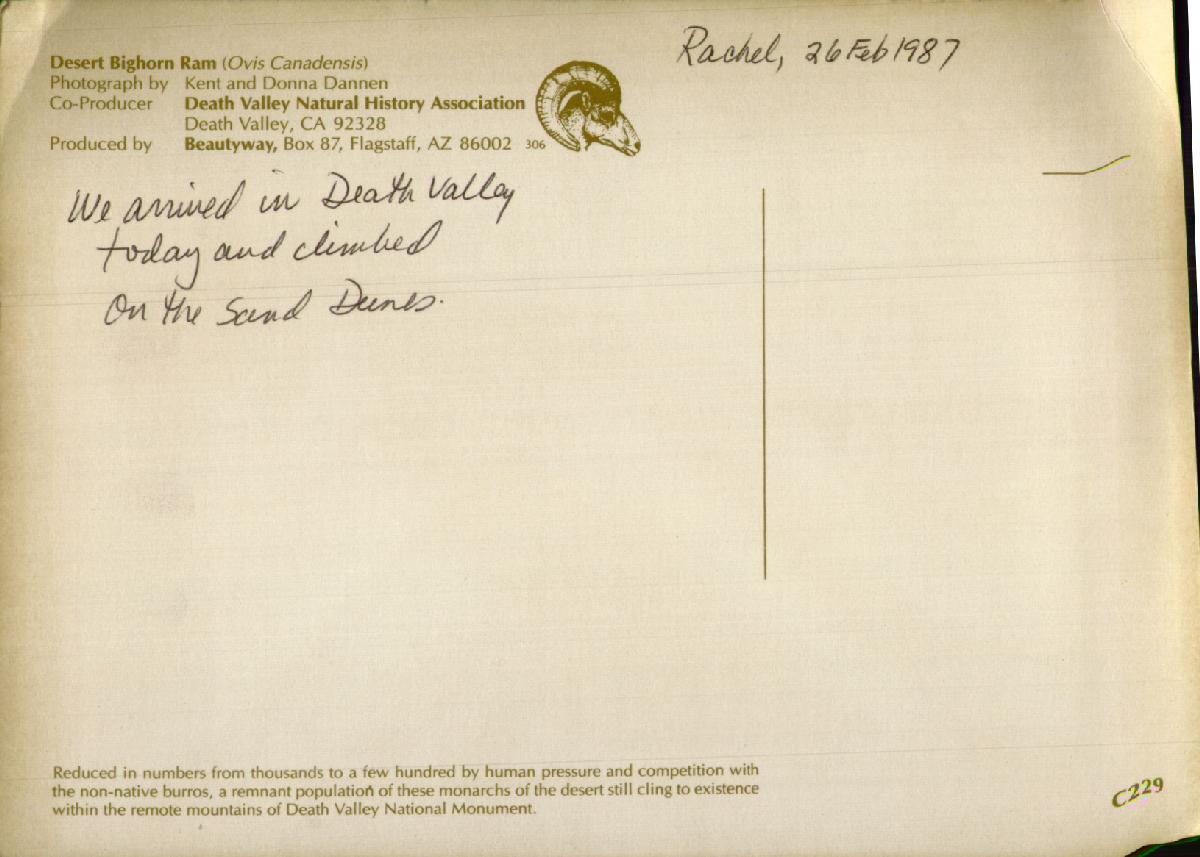 Rachel, 26 Feb 1987
Desert Bighorn Ram (Ovis Canadensis)
Photograph by Kent and Donna Dannen
Co-Producer Death Valley Natural History Association
Death Valley, CA 92328
Produced by Beautyway, Box 87, Flagstaff, AZ 86002 306
We arrived in Death Valley
today and climbed
On the Sand Dunes.
Reduced in numbers from thousands to a few hundred by human pressure and competition with
the non-native burros, a remnant population of these monarchs of the desert still cling to existence
within the remote mountains of Death Valley National Monument.
C229